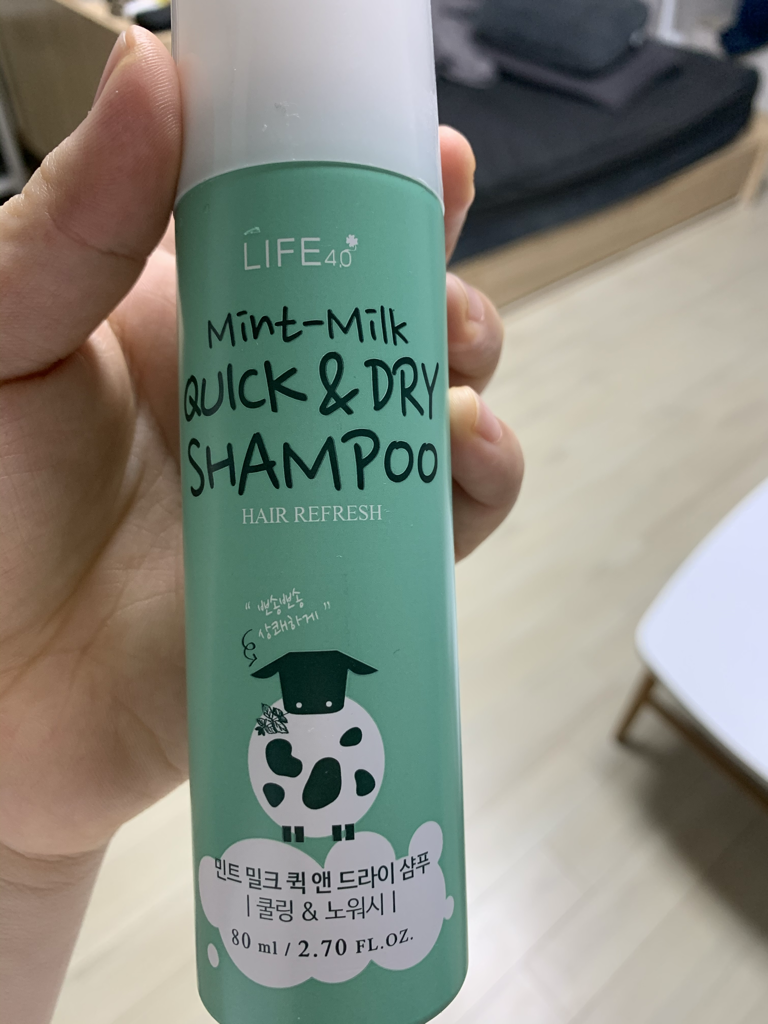 LIFE4.0
Mint-Milk
QUICK & DRY
SHAMPOO
HAIR REFRESH
“ 뽀송뽀송
상쾌하게 ”
민트 밀크 퀵 앤 드라이 샴푸
| 쿨링 & 노워시 |
80 ml / 2.70 FL.OZ.